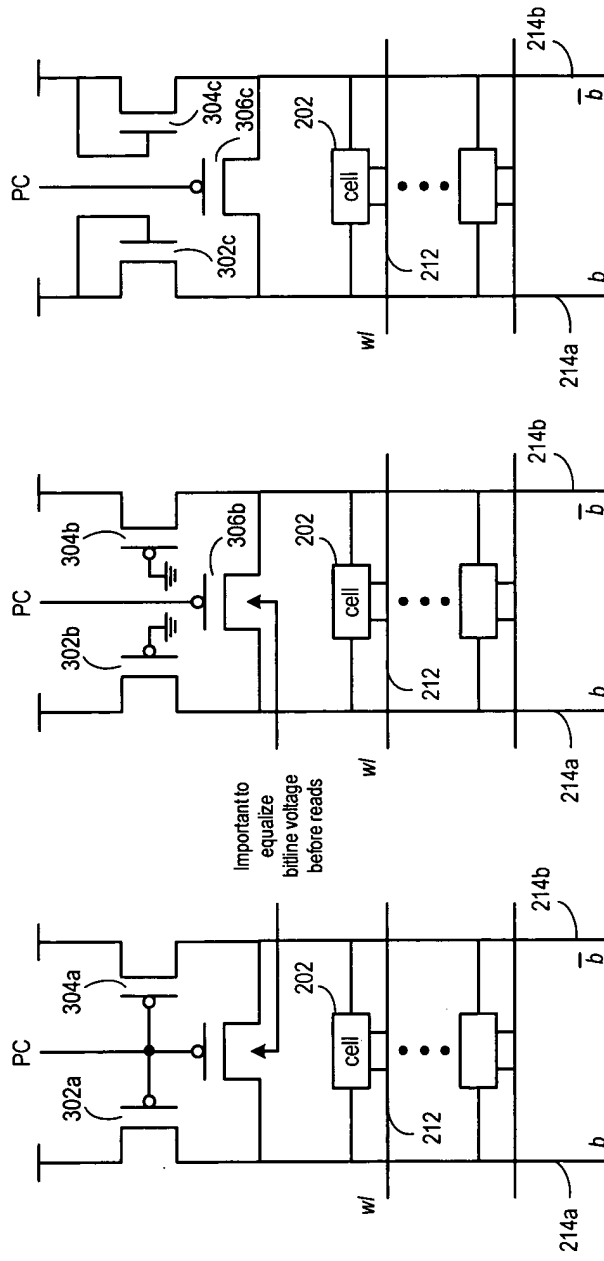 PC
302a
304a
202
cell
wl
212
214b
214a
b
b̅
Important to
equalize
bitline voltage
before reads
PC
302b
304b
306b
202
cell
wl
212
214b
214a
b
b̅
PC
302c
304c
306c
202
cell
wl
212
214b
214a
b
b̅